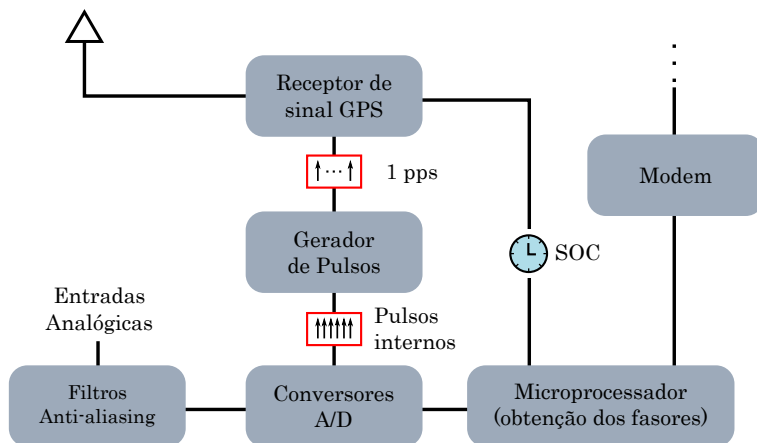 Receptor de
sinal GPS
1 pps
Modem
Gerador
de Pulsos
SOC
Entradas
Analógicas
Pulsos
internos
Filtros
Anti-aliasing
Conversores
A/D
Microprocessador
(obtenção dos fasores)